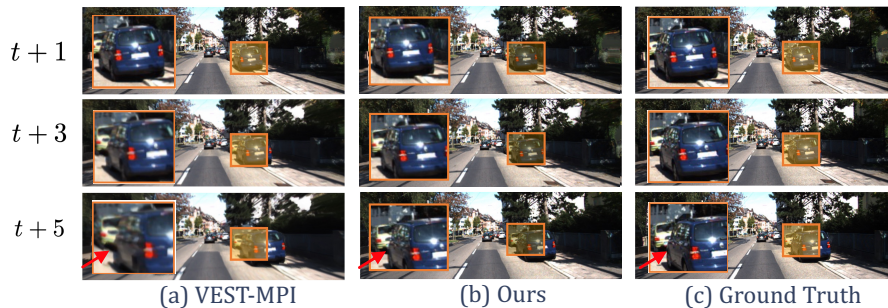 t + 1
t + 3
t + 5
(a) VEST-MPI
(b) Ours
(c) Ground Truth